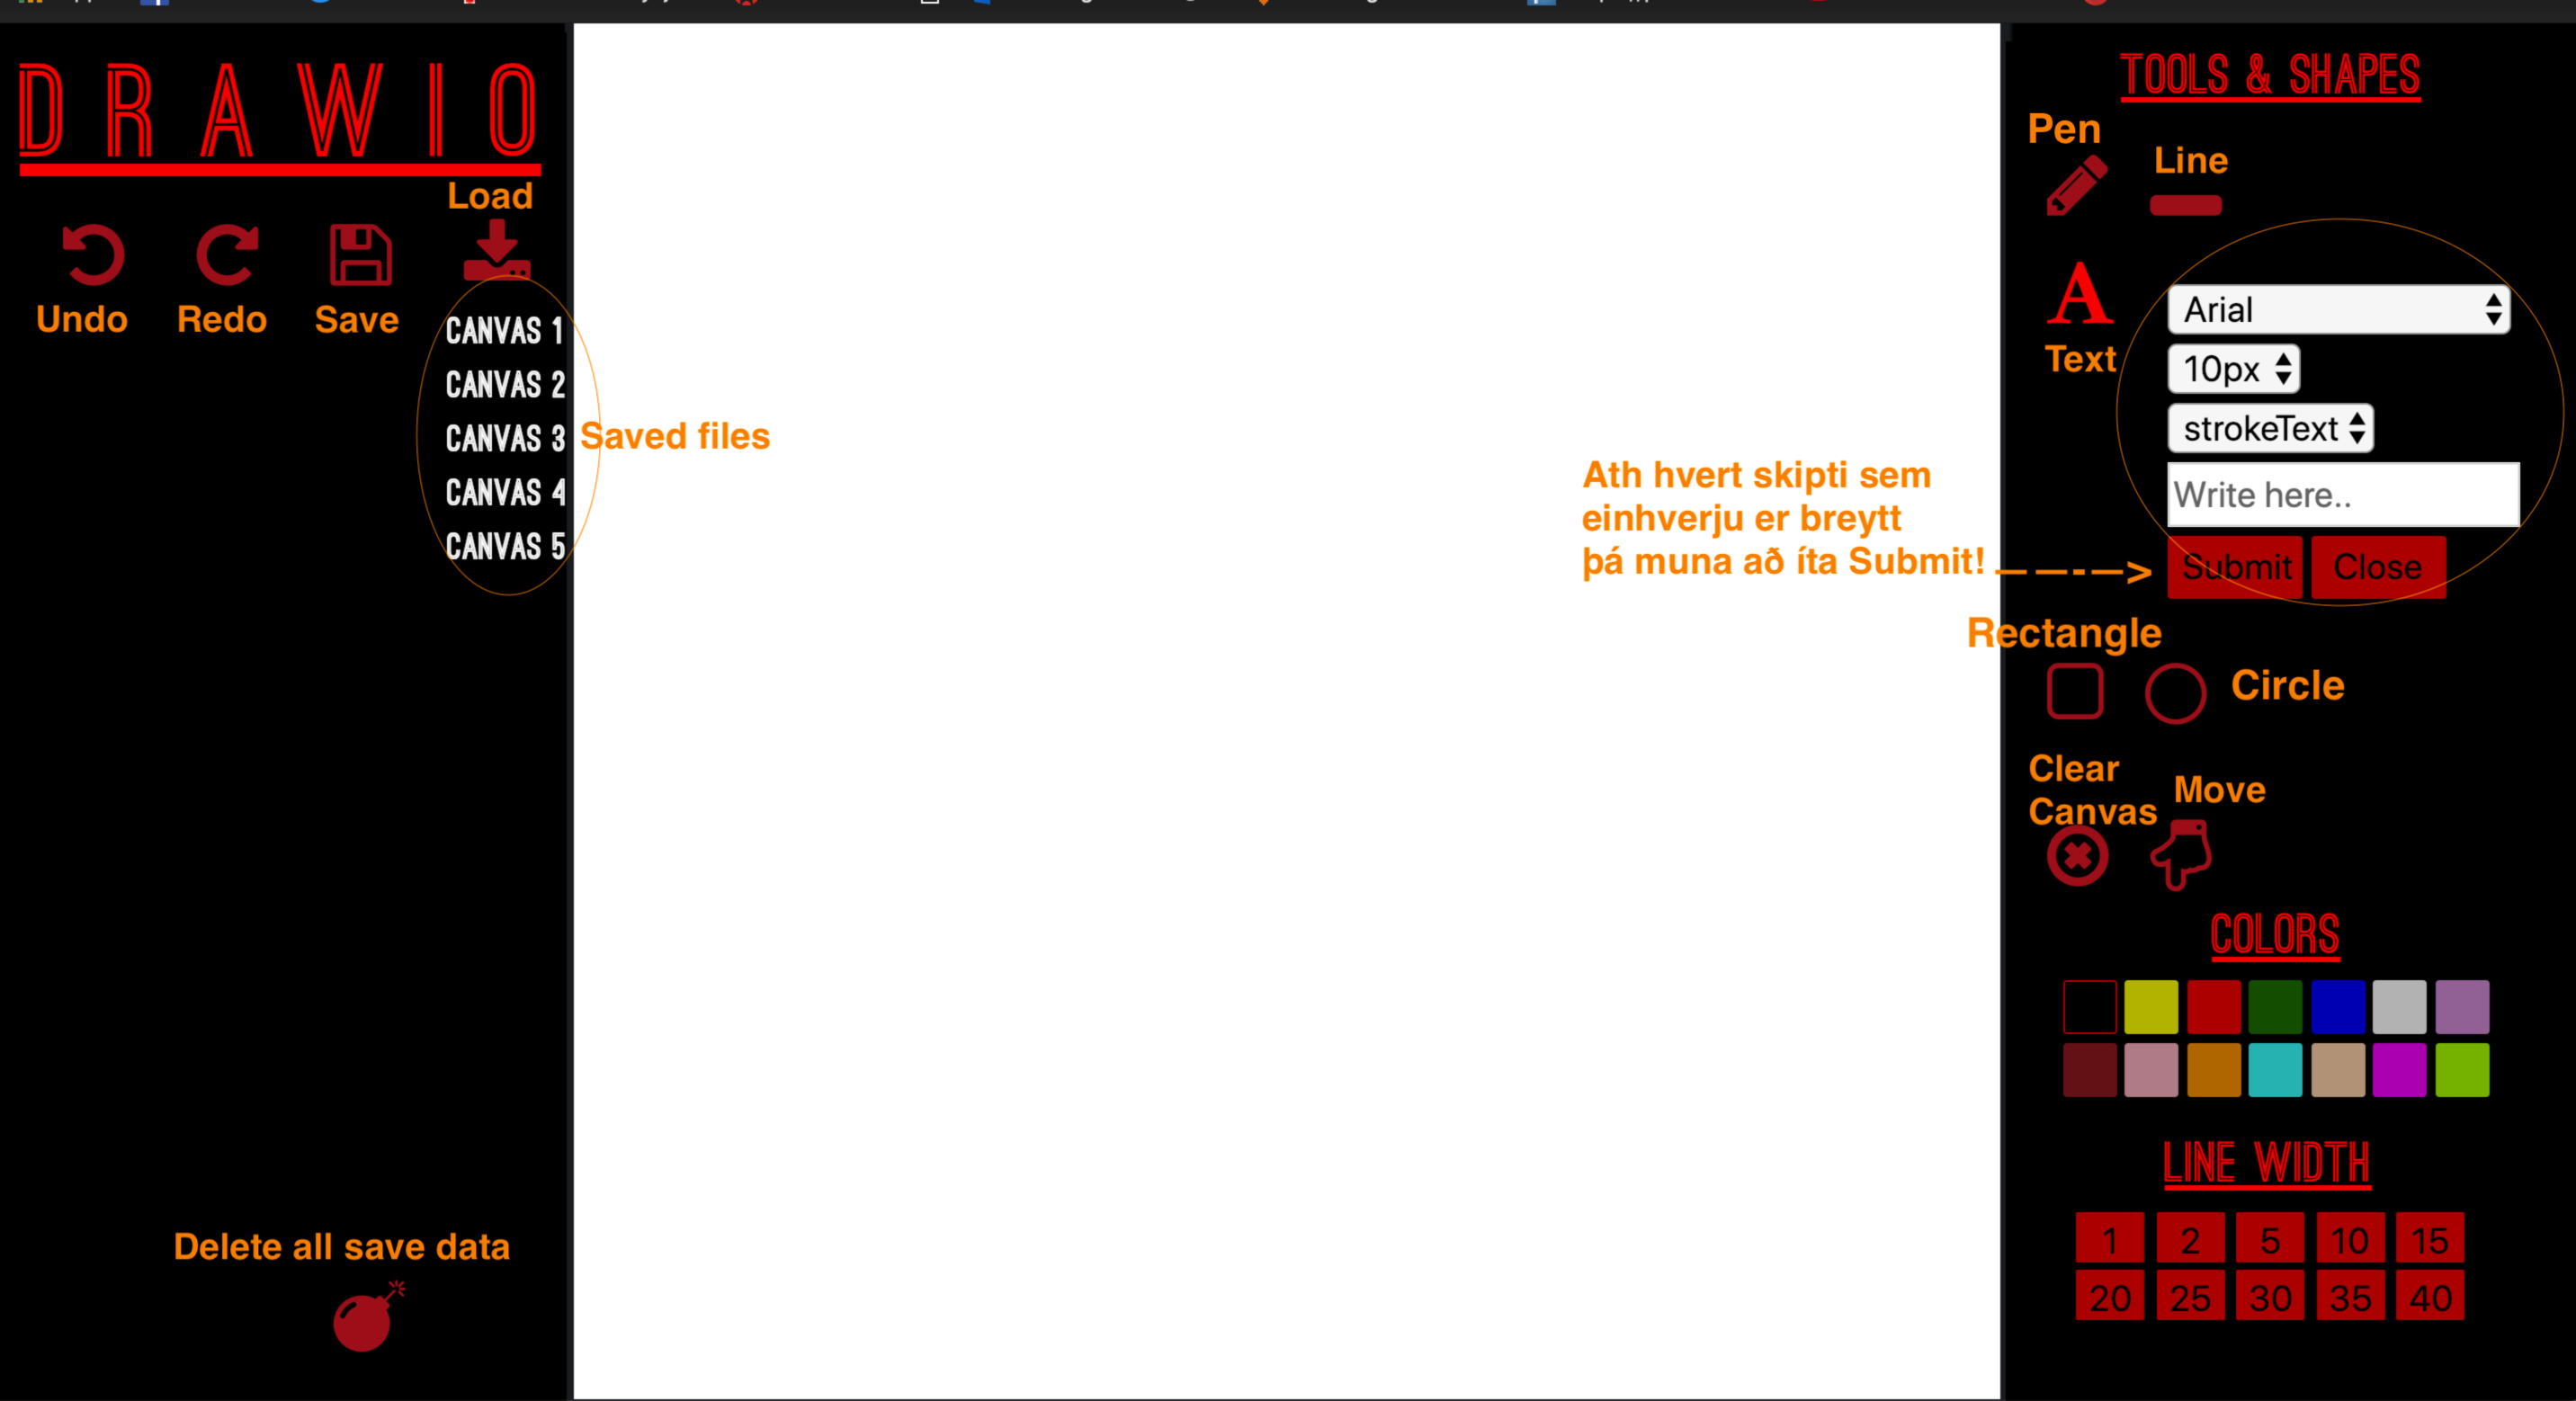 D R A W I O
Load
Undo
Redo
Save
CANVAS 1
CANVAS 2
CANVAS 3
CANVAS 4
CANVAS 5
Saved files
Delete all save data
Ath hvert skipti sem
einhverju er breytt
þá muna að íta Submit! ——-—>
TOOLS & SHAPES
Pen
Line
Text
A
Arial
10px
strokeText
Write here..
Submit
Close
Rectangle
Circle
Clear
Canvas
Move
COLORS
LINE WIDTH
1 2 5 10 15
20 25 30 35 40